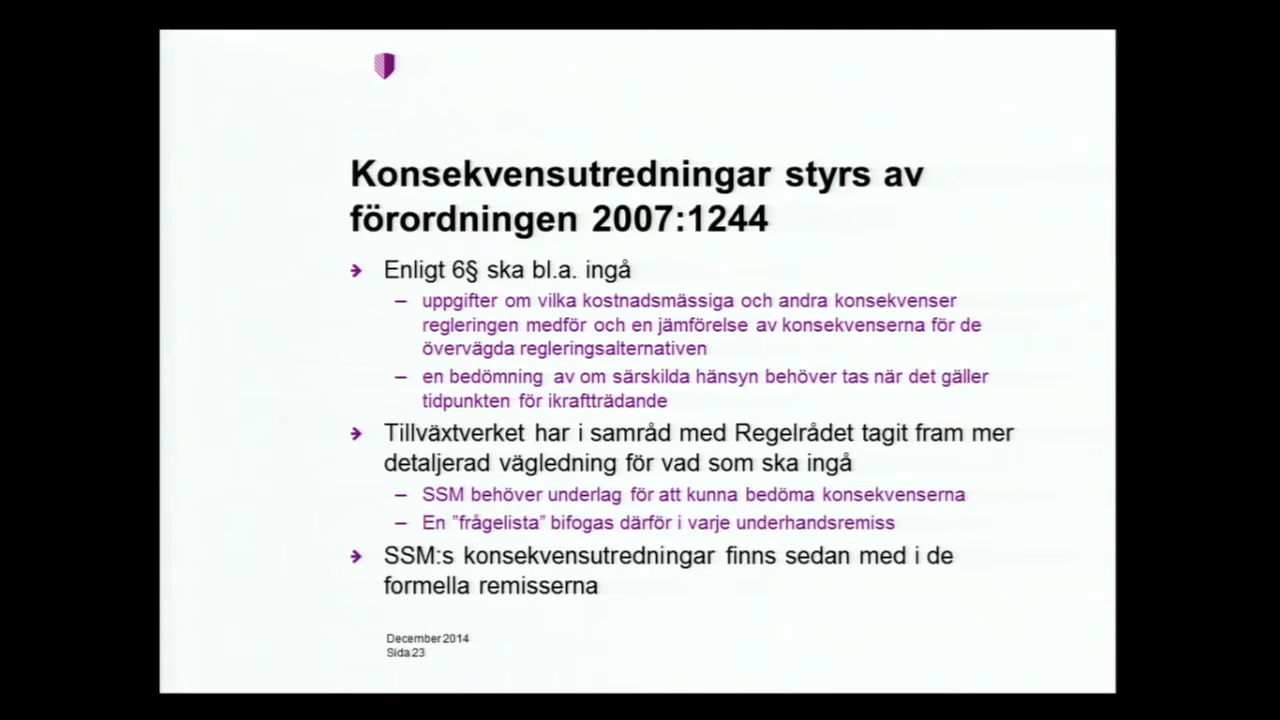 Konsekvensutredningar styrs av
förordningen 2007:1244
➔ Enligt 6§ ska bl.a. ingå
– uppgifter om vilka kostnadsmässiga och andra konsekvenser
regleringen medför och en jämförelse av konsekvenserna för de
övervägda regleringsalternativen
– en bedömning av om särskilda hänsyn behöver tas när det gäller
tidpunkten för ikraftträdande
➔ Tillväxtverket har i samråd med Regelrådet tagit fram mer
detaljerad vägledning för vad som ska ingå
– SSM behöver underlag för att kunna bedöma konsekvenserna
– En ”frågelista” bifogas därför i varje underhandsremiss
➔ SSM:s konsekvensutredningar finns sedan med i de
formella remisserna
December 2014
Sida 23